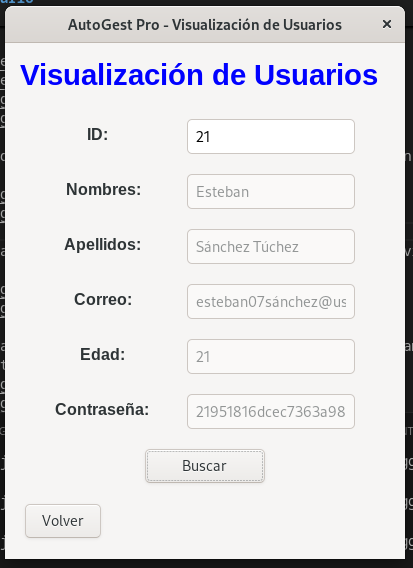 AutoGest Pro - Visualización de Usuarios
Visualización de Usuarios
ID: 21
Nombres: Esteban
Apellidos: Sánchez Túchez
Correo: esteban07sánchez@us
Edad: 21
Contraseña: 21951816dcec7363a98
Buscar
Volver